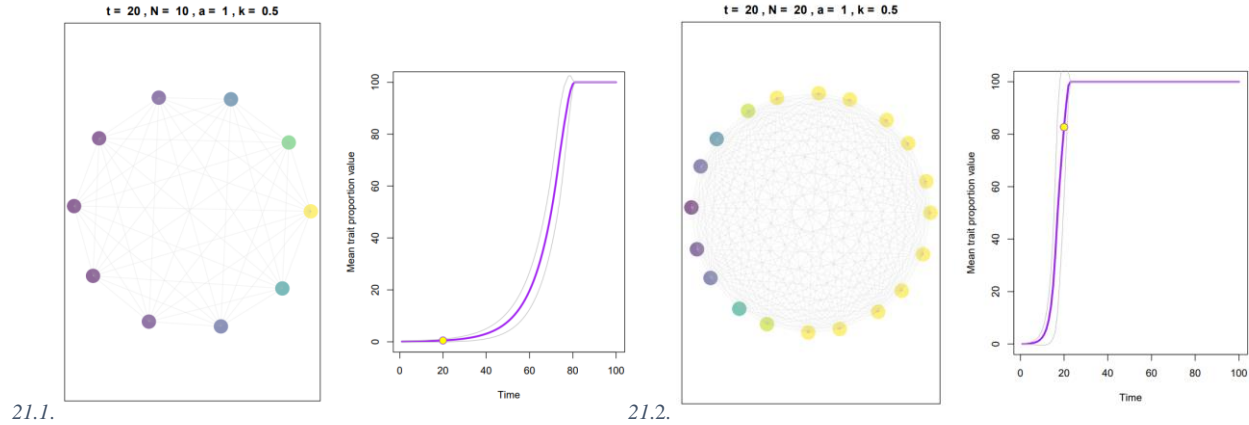 t = 20 , N = 10 , a = 1 , k = 0.5
Mean trait proportion value
100
80
60
40
20
0
0 20 40 60 80 100
Time
21.1.
t = 20 , N = 20 , a = 1 , k = 0.5
Mean trait proportion value
100
80
60
40
20
0
0 20 40 60 80 100
Time
21.2.